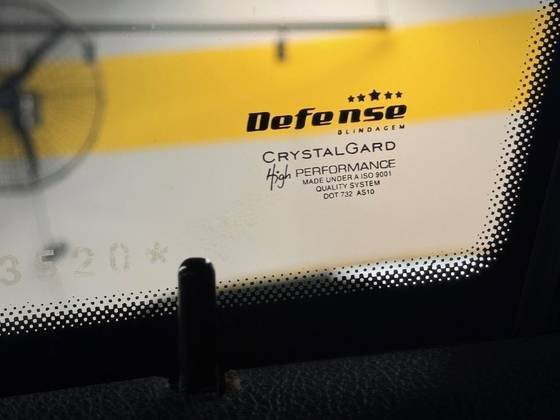 Defense
BLINDAGEM
CRYSTALGARD
High PERFORMANCE
MADE UNDER A ISO 9001
QUALITY SYSTEM
DOT 732 AS10